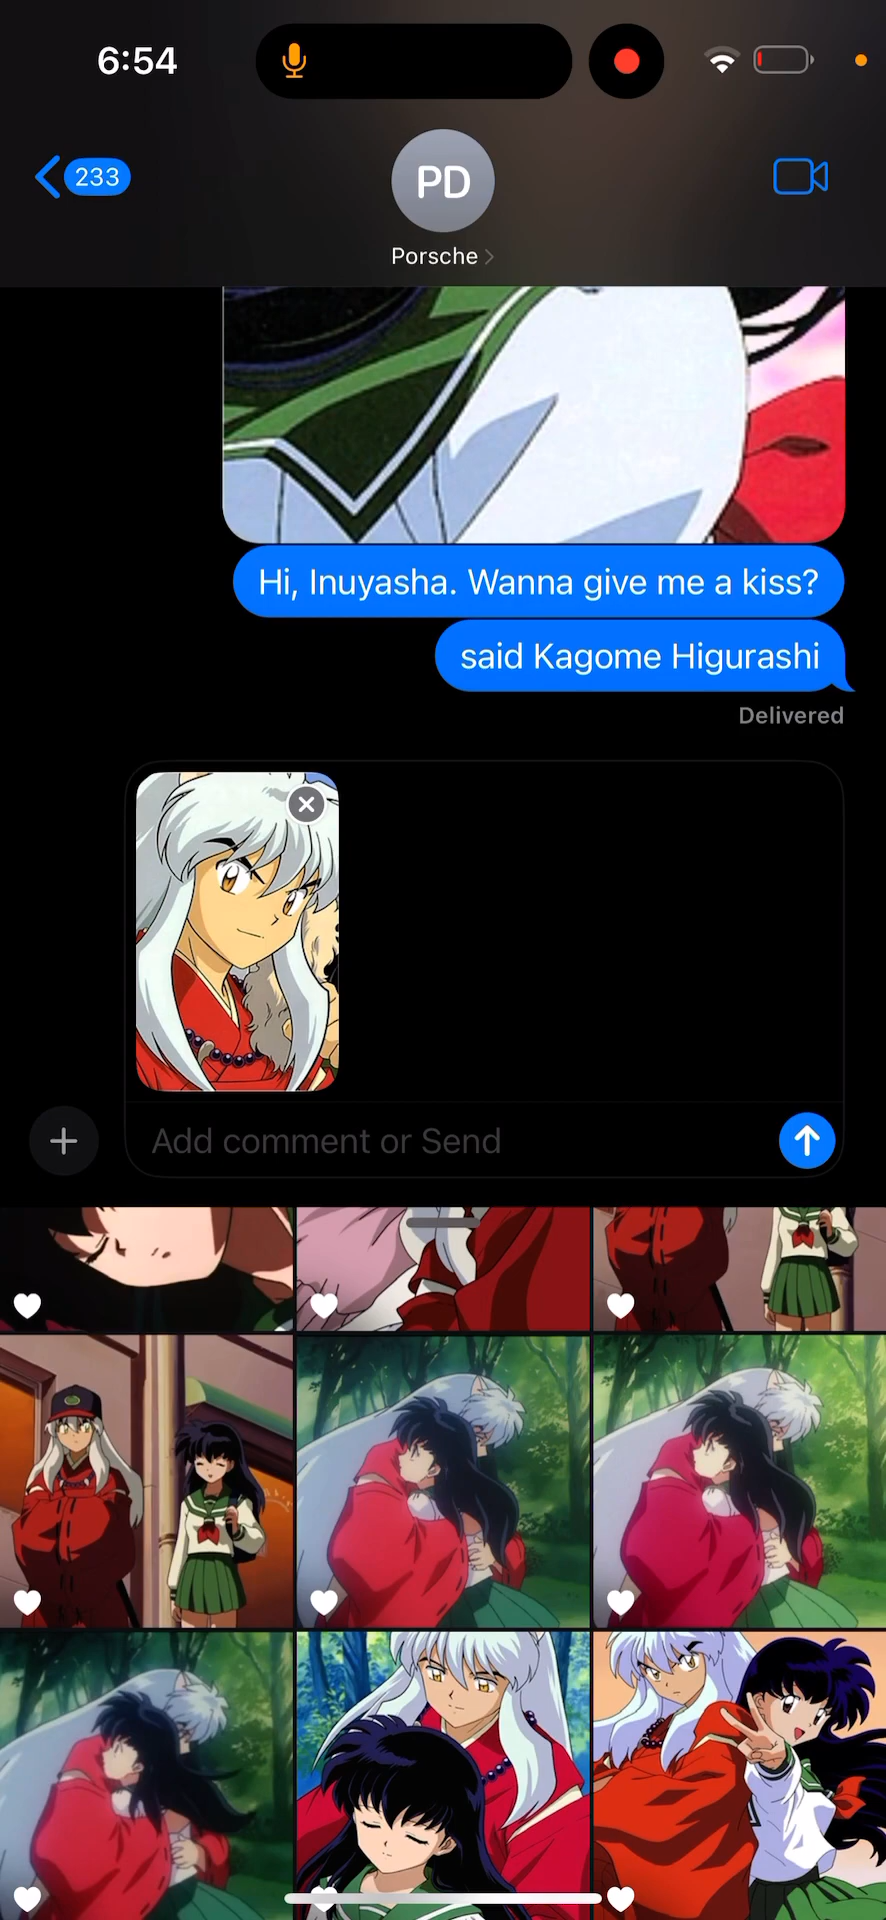 6:54
233
PD
Porsche
Hi, Inuyasha. Wanna give me a kiss?
said Kagome Higurashi
Delivered
Add comment or Send